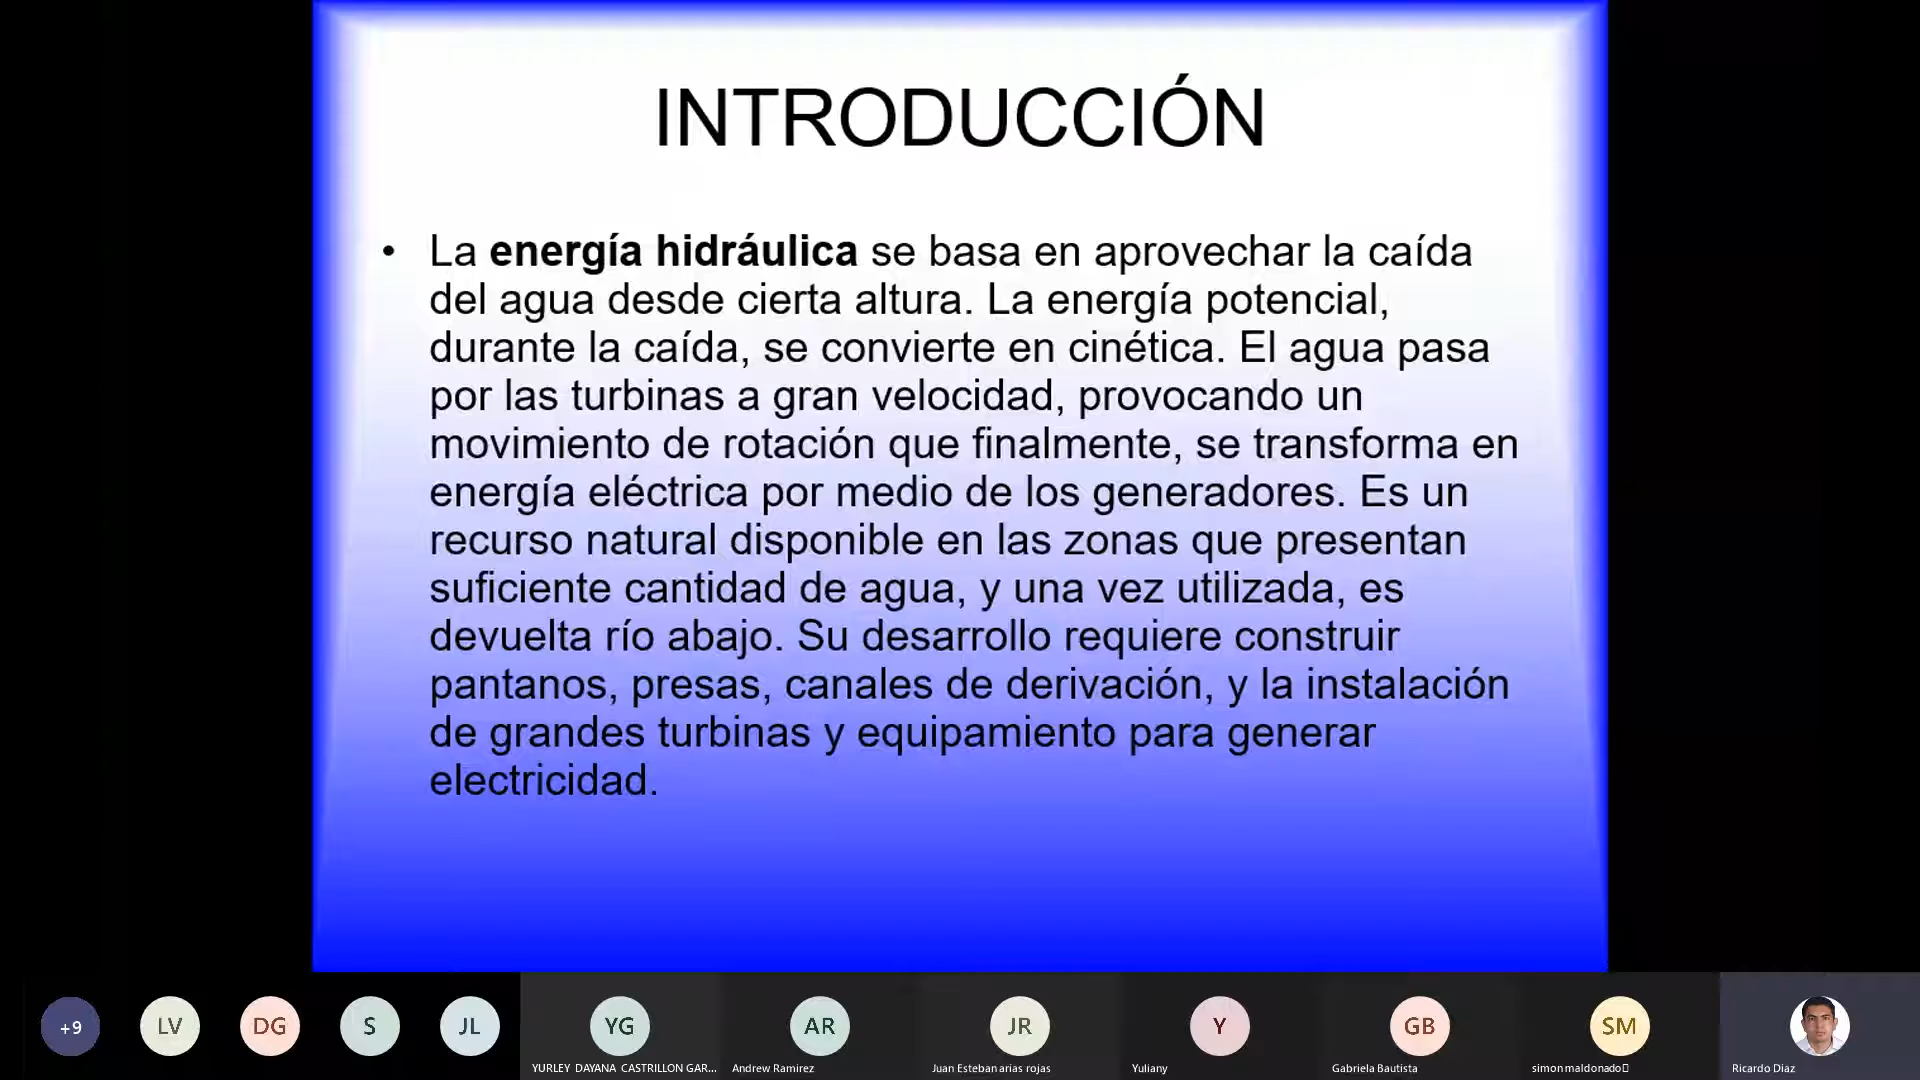 INTRODUCCIÓN
• La energía hidráulica se basa en aprovechar la caída
del agua desde cierta altura. La energía potencial,
durante la caída, se convierte en cinética. El agua pasa
por las turbinas a gran velocidad, provocando un
movimiento de rotación que finalmente, se transforma en
energía eléctrica por medio de los generadores. Es un
recurso natural disponible en las zonas que presentan
suficiente cantidad de agua, y una vez utilizada, es
devuelta río abajo. Su desarrollo requiere construir
pantanos, presas, canales de derivación, y la instalación
de grandes turbinas y equipamiento para generar
electricidad.
+9 LV DG S JL YG AR JR Y GB SM
YURLEY DAYANA CASTRILLON GAR... Andrew Ramirez Juan Esteban arias rojas Yuliany Gabriela Bautista simon maldonado Ricardo Diaz